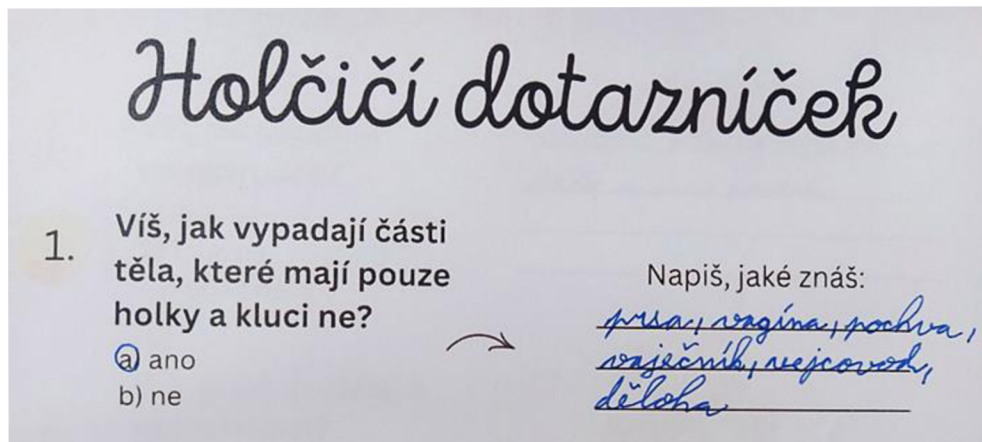 Holčičí dotazníček
1.
Víš, jak vypadají části
těla, které mají pouze
holky a kluci ne?
a) ano
b) ne
Napiš, jaké znáš:
prsa, vagína, pochva,
vaječník, vejcovod,
děloha